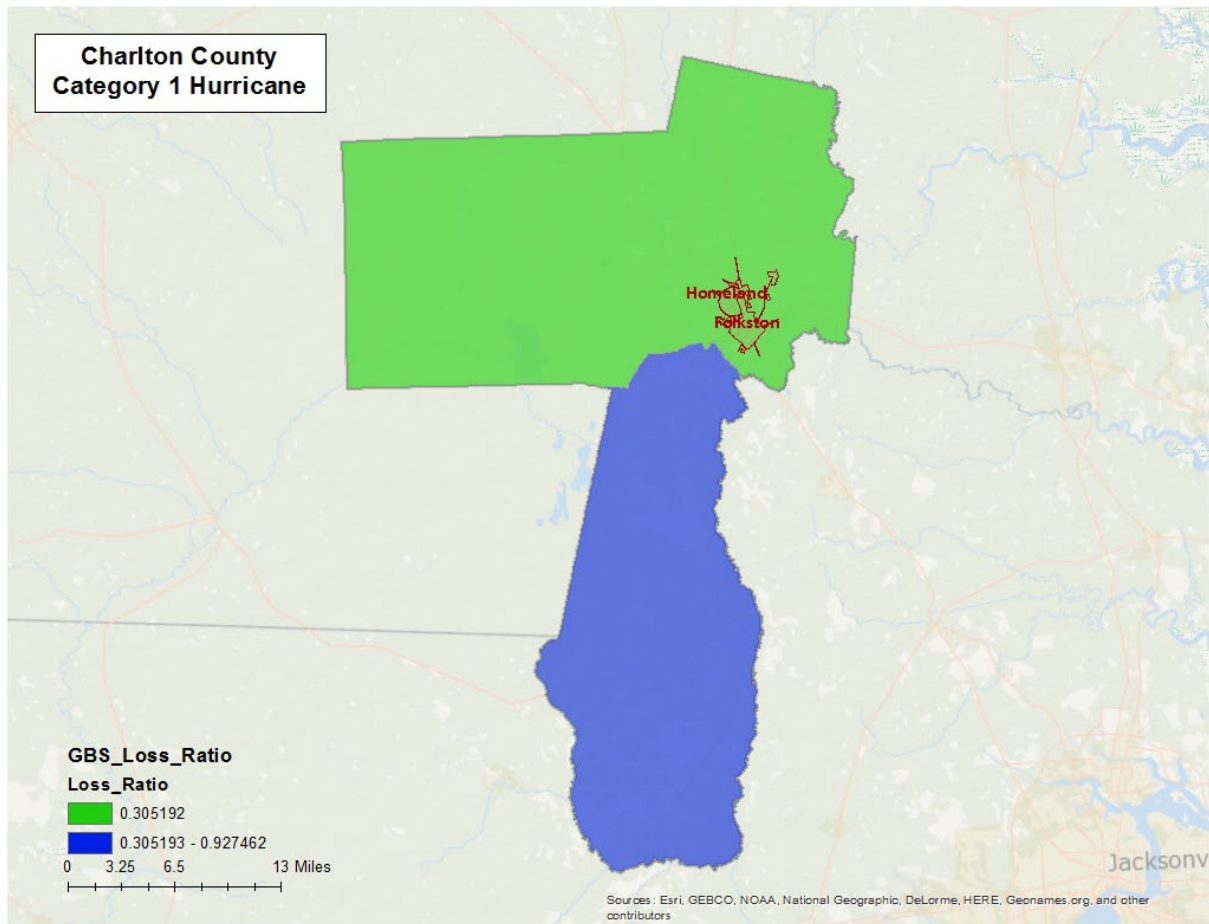 Charlton County
Category 1 Hurricane
Homeland
Folkston
GBS_Loss_Ratio
Loss_Ratio
0.305192
0.305193 - 0.927462
0 3.25 6.5 13 Miles
Jacksonv
Sources: Esri, GEBCO, NOAA, National Geographic, DeLorme, HERE, Geonames.org, and other
contributors